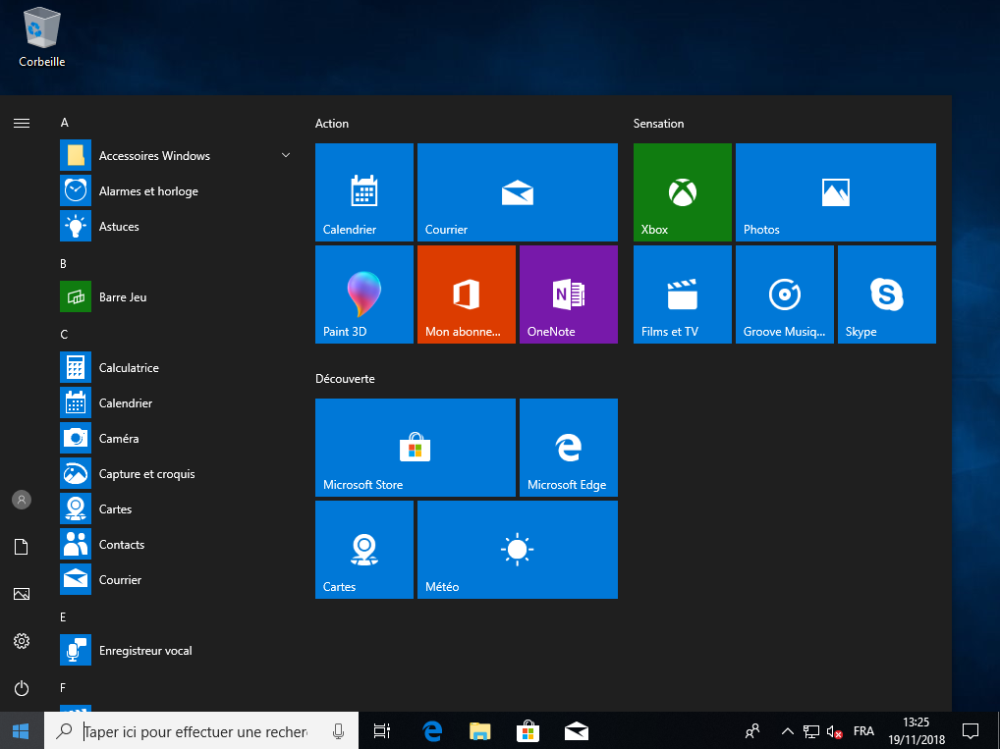 Corbeille
A
Accessoires Windows
Alarmes et horloge
Astuces
B
Barre Jeu
C
Calculatrice
Calendrier
Caméra
Capture et croquis
Cartes
Contacts
Courrier
E
Enregistreur vocal
F
Action
Calendrier
Courrier
Paint 3D
Mon abonne...
OneNote
Découverte
Microsoft Store
Microsoft Edge
Cartes
Météo
Sensation
Xbox
Photos
Films et TV
Groove Musiq...
Skype
Taper ici pour effectuer une recher
FRA
13:25
19/11/2018